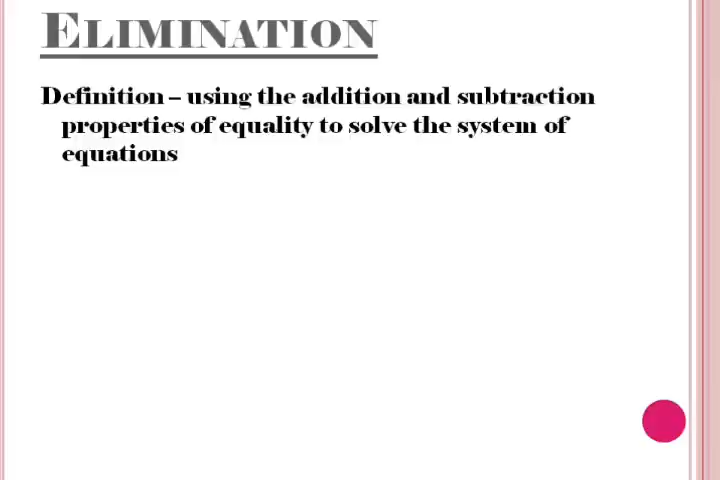 ELIMINATION
Definition – using the addition and subtraction
properties of equality to solve the system of
equations